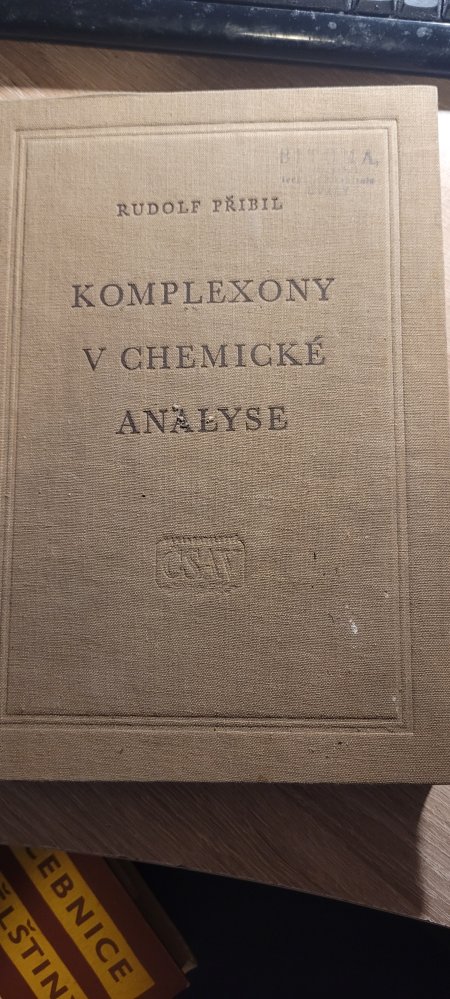 RUDOLF PŘIBIL
KOMPLEXONY
V CHEMICKÉ
ANALYSE
ČSAV